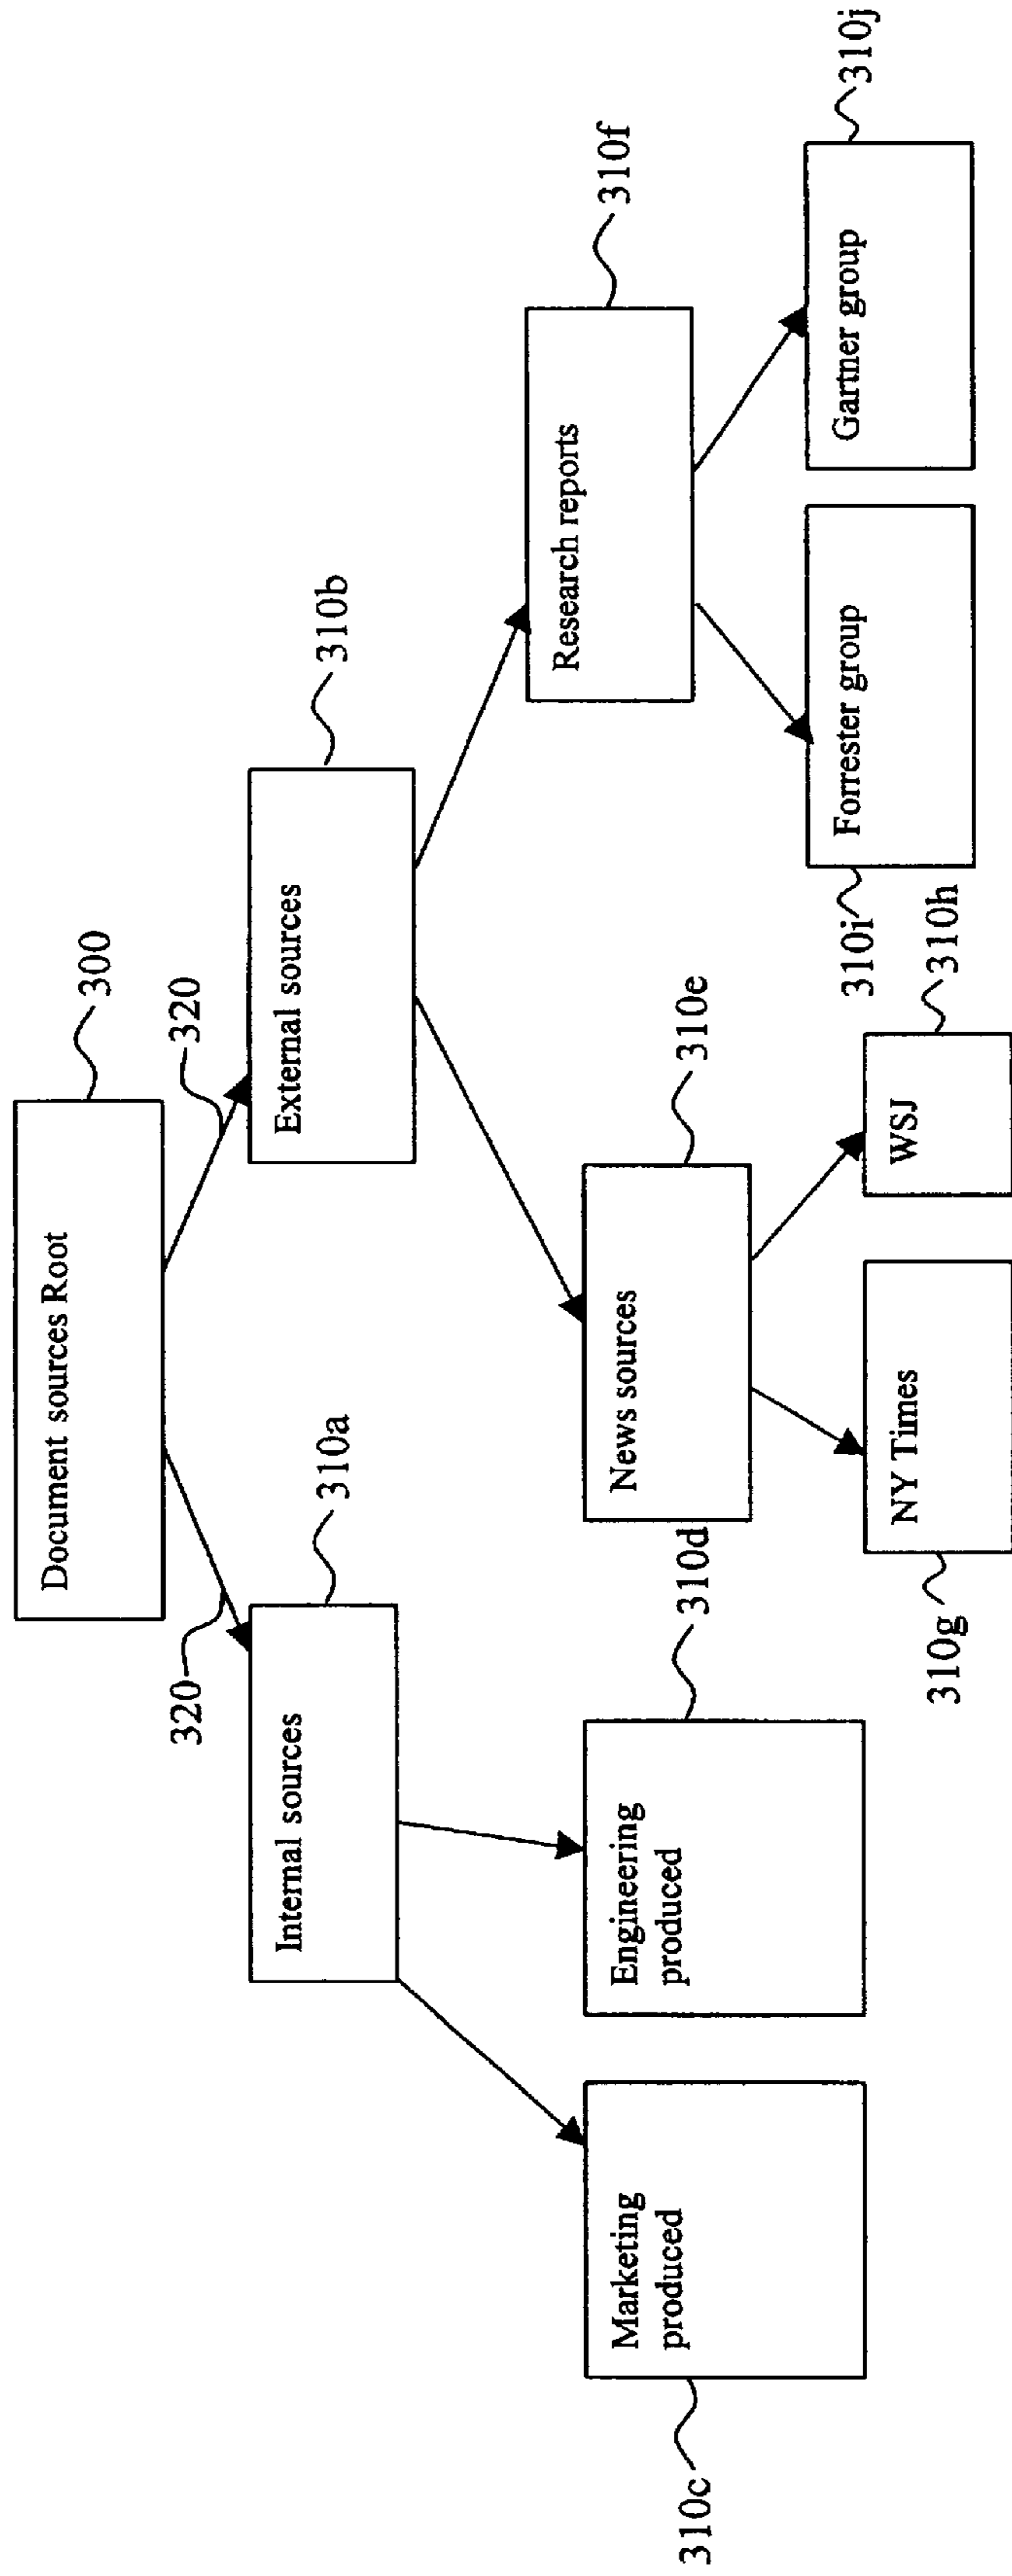 Document sources Root
300
320
320
Internal sources
310a
External sources
310b
Marketing
produced
310c
Engineering
produced
310d
News sources
310e
Research reports
310f
NY Times
310g
WSJ
310h
Forrester group
310i
Gartner group
310j